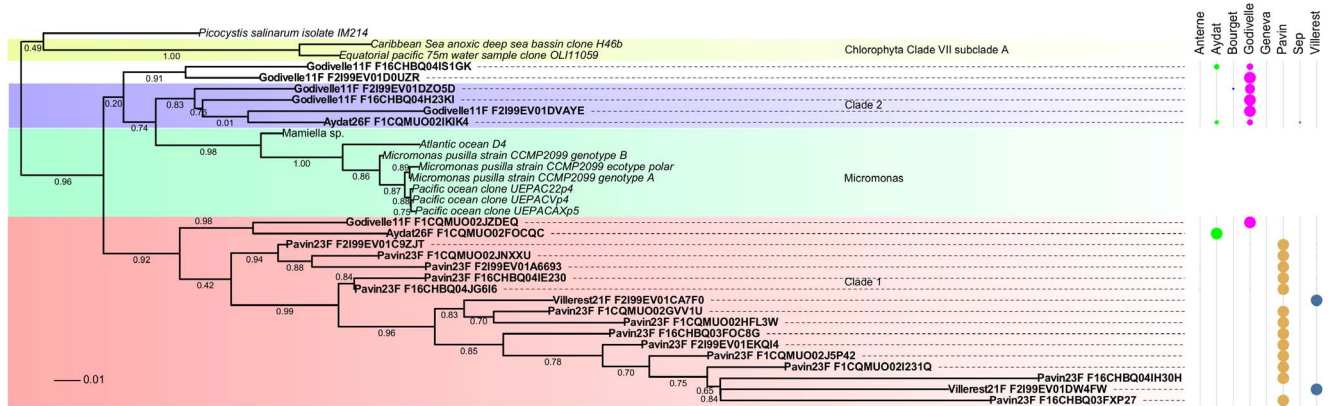 Anterne
Aydat
Bourget
Godivelle
Geneva
Pavin
Sep
Villerest
Picocystis salinarum isolate IM214
0.49
Caribbean Sea anoxic deep sea bassin clone H46b
1.00
Equatorial pacific 75m water sample clone OLI11059
Chlorophyta Clade VII subclade A
Godivelle11F F16CHBQ04IS1GK
0.91
Godivelle11F F2I99EV01D0UZR
Godivelle11F F2I99EV01DZO5D
0.20
0.83
Godivelle11F F16CHBQ04H23KI
Clade 2
0.76
Godivelle11F F2I99EV01DVAYE
0.01
Aydat26F F1CQMUO02IKIK4
0.74
Mamiella sp.
0.98
Atlantic ocean D4
1.00
Micromonas pusilla strain CCMP2099 genotype B
0.89
Micromonas pusilla strain CCMP2099 ecotype polar
0.86
Micromonas pusilla strain CCMP2099 genotype A
Micromonas
0.96
0.87
Pacific ocean clone UEPAC22p4
0.88
Pacific ocean clone UEPACVp4
0.75
Pacific ocean clone UEPACAXp5
0.98
Godivelle11F F1CQMUO02JZDEQ
Aydat26F F1CQMUO02FOCQC
Pavin23F F2I99EV01C9ZJT
0.92
0.94
Pavin23F F1CQMUO02JNXXU
0.88
Pavin23F F2I99EV01A6693
0.42
0.84
Pavin23F F16CHBQ04IE230
Clade 1
Pavin23F F16CHBQ04JG6I6
0.99
Villerest21F F2I99EV01CA7F0
0.83
Pavin23F F1CQMUO02GVV1U
0.70
Pavin23F F1CQMUO02HFL3W
0.96
Pavin23F F16CHBQ03FOC8G
0.85
Pavin23F F2I99EV01EKQI4
0.78
Pavin23F F1CQMUO02J5P42
0.70
Pavin23F F1CQMUO02I231Q
0.01
0.75
Pavin23F F16CHBQ04IH30H
0.65
Villerest21F F2I99EV01DW4FW
0.84
Pavin23F F16CHBQ03FXP27